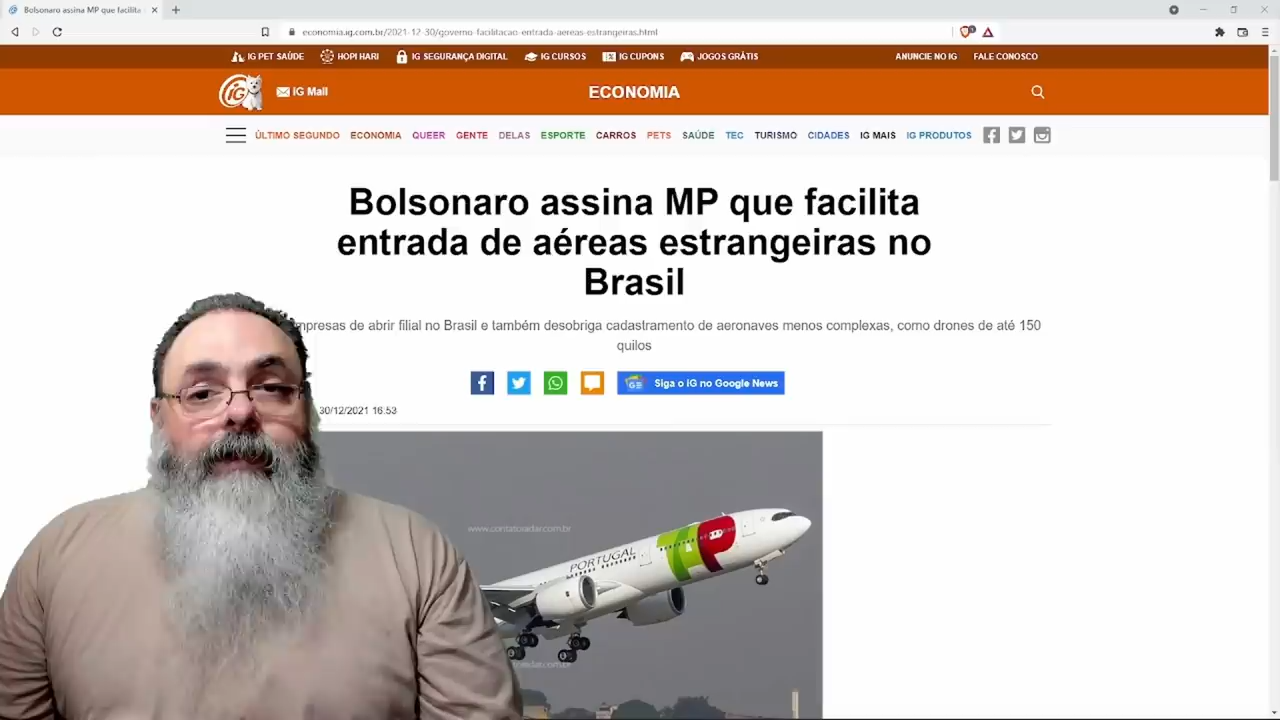 Bolsonaro assina MP que facilita
economia.ig.com.br/2021-12-30/governo-facilitacao-entrada-aereas-estrangeiras.html
IG PET SAÚDE HOPI HARI IG SEGURANÇA DIGITAL IG CURSOS IG CUPONS JOGOS GRÁTIS ANUNCIE NO IG FALE CONOSCO
iG IG Mail ECONOMIA
ÚLTIMO SEGUNDO ECONOMIA QUEER GENTE DELAS ESPORTE CARROS PETS SAÚDE TEC TURISMO CIDADES IG MAIS IG PRODUTOS
Bolsonaro assina MP que facilita
entrada de aéreas estrangeiras no
Brasil
de abrir filial no Brasil e também desobriga cadastramento de aeronaves menos complexas, como drones de até 150
quilos
Siga o iG no Google News
30/12/2021 16:53
www.contatoradar.com.br
PORTUGAL
TAP